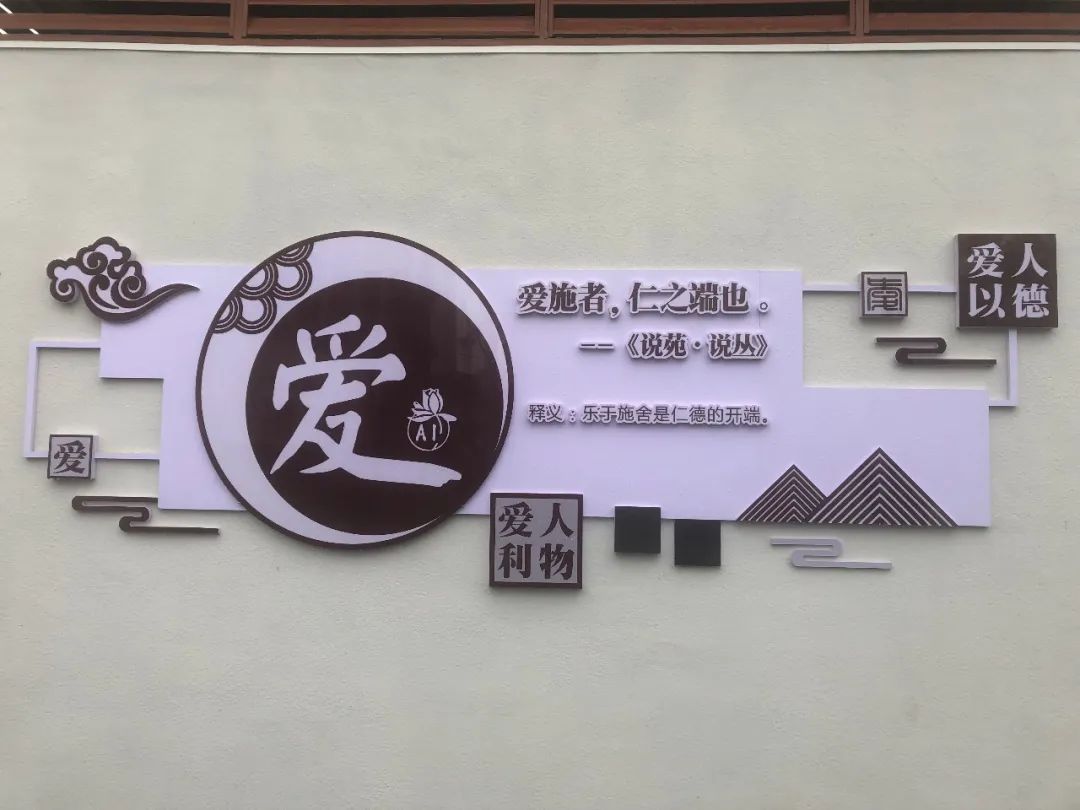 爱
AI
爱施者，仁之端也。
——《说苑·说丛》
释义：乐于施舍是仁德的开端。
爱人
以德
爱
爱人
利物